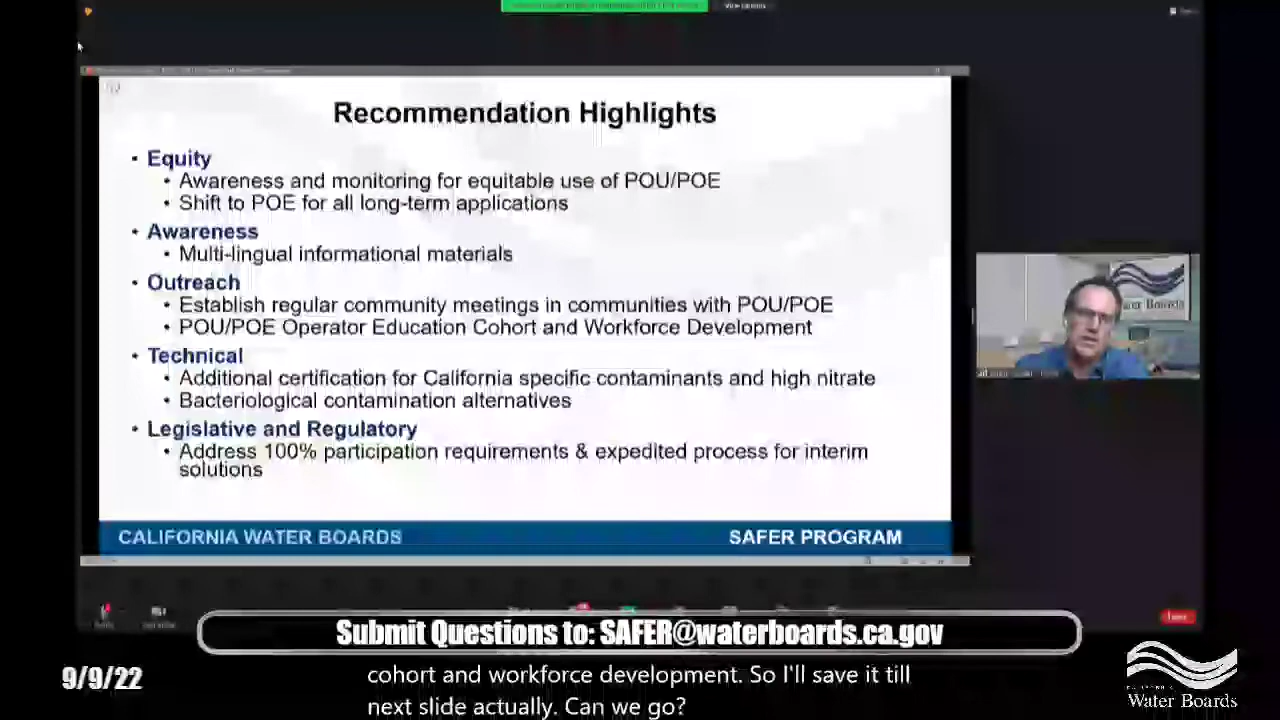 View Options
Recommendation Highlights
• Equity
• Awareness and monitoring for equitable use of POU/POE
• Shift to POE for all long-term applications
• Awareness
• Multi-lingual informational materials
• Outreach
• Establish regular community meetings in communities with POU/POE
• POU/POE Operator Education Cohort and Workforce Development
• Technical
• Additional certification for California specific contaminants and high nitrate
• Bacteriological contamination alternatives
• Legislative and Regulatory
• Address 100% participation requirements & expedited process for interim
solutions
CALIFORNIA WATER BOARDS
SAFER PROGRAM
Water Boards
Submit Questions to: SAFER@waterboards.ca.gov
cohort and workforce development. So I'll save it till
next slide actually. Can we go?
9/9/22
CALIFORNIA
Water Boards